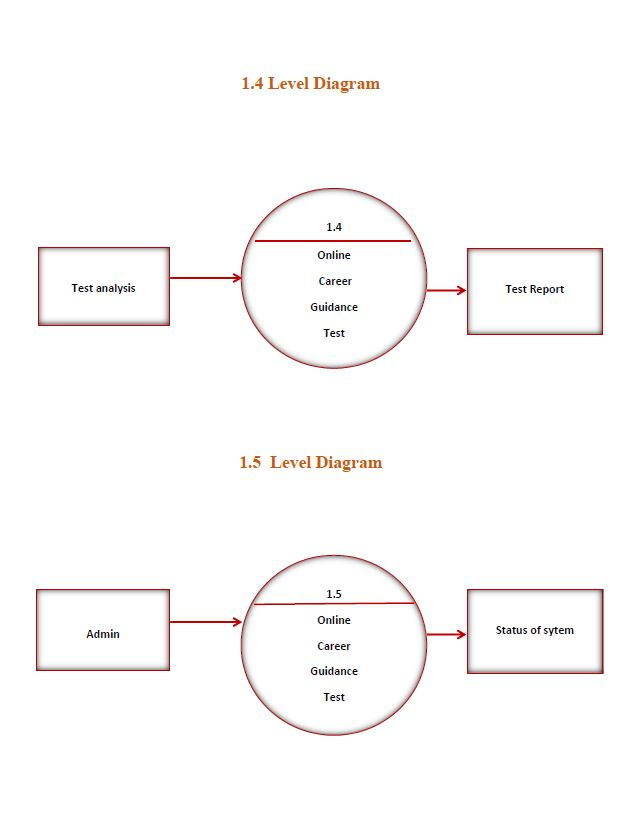 1.4 Level Diagram
1.4
Online
Career
Guidance
Test
Test analysis
Test Report
1.5  Level Diagram
1.5
Online
Career
Guidance
Test
Admin
Status of sytem